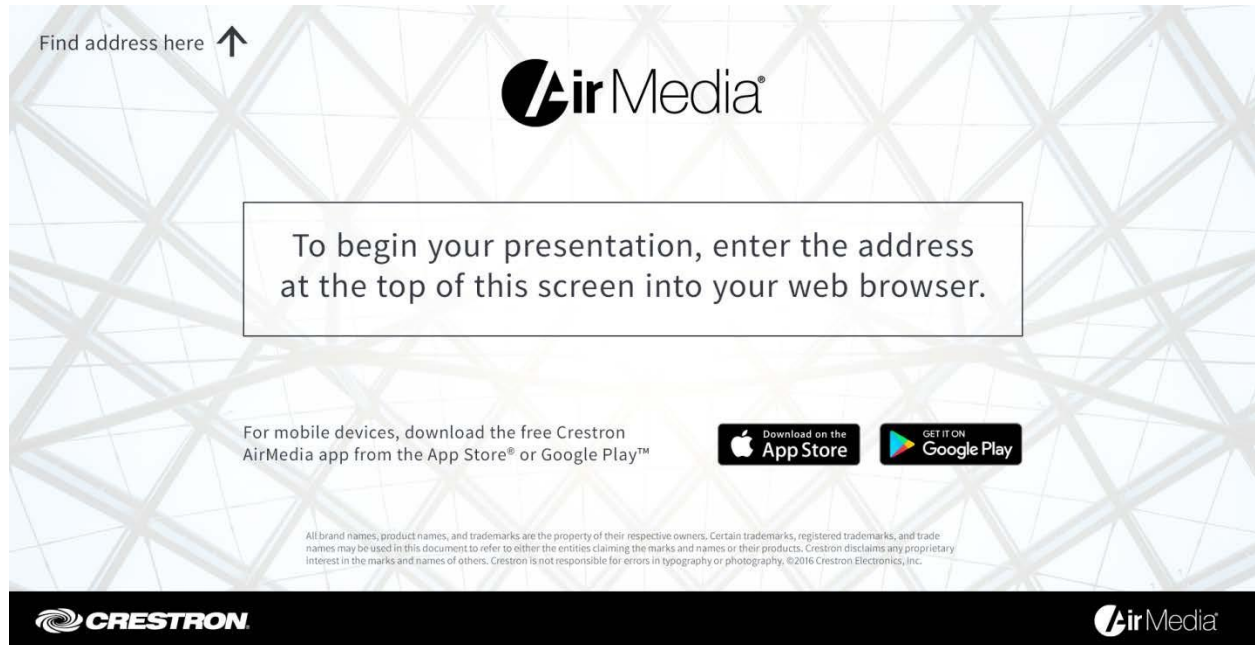 Find address here ↑
AirMedia®
To begin your presentation, enter the address
at the top of this screen into your web browser.
For mobile devices, download the free Crestron
AirMedia app from the App Store® or Google Play™
Download on the
App Store
GET IT ON
Google Play
All brand names, product names, and trademarks are the property of their respective owners. Certain trademarks, registered trademarks, and trade
names may be used in this document to refer to either the entities claiming the marks and names or their products. Crestron disclaims any proprietary
interest in the marks and names of others. Crestron is not responsible for errors in typography or photography. ©2016 Crestron Electronics, Inc.
CRESTRON.
AirMedia®